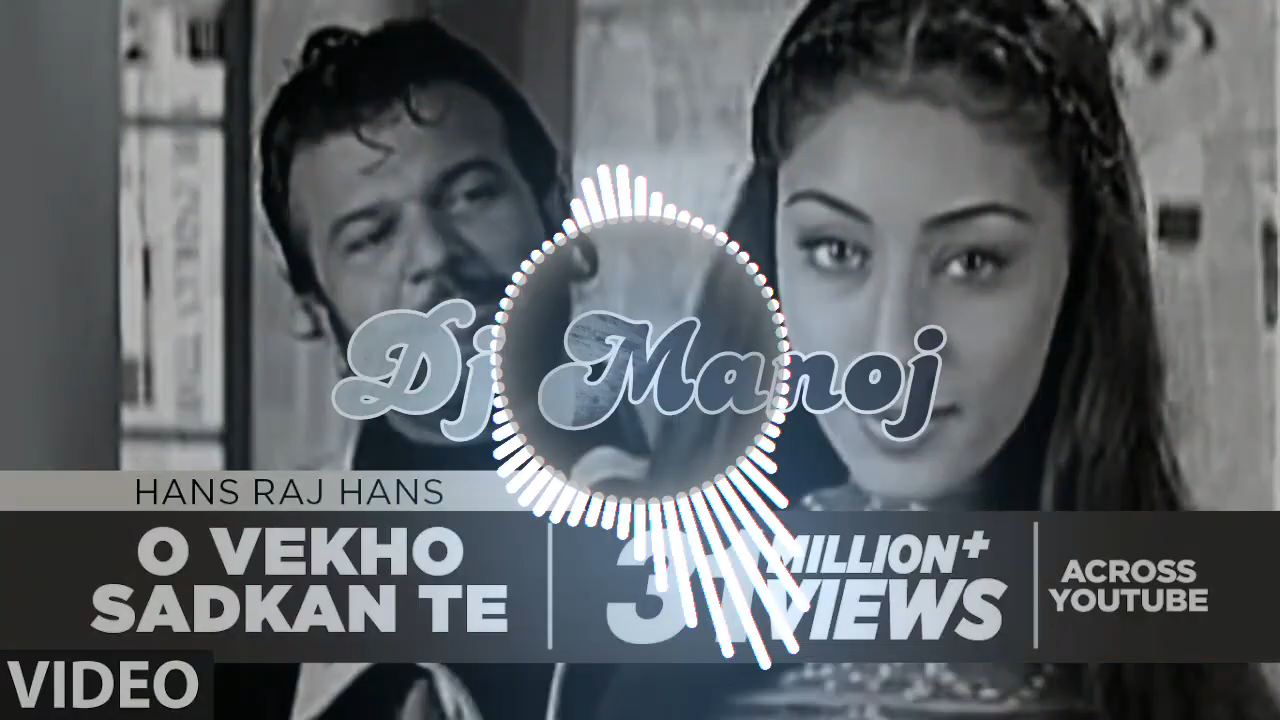 Dj Manoj
HANS RAJ HANS
O VEKHO
SADKAN TE
MILLION+
VIEWS
ACROSS
YOUTUBE
VIDEO